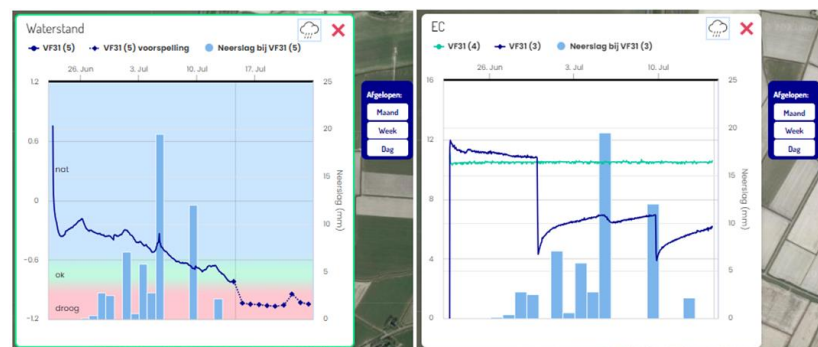 Waterstand
VF31 (5) VF31 (5) voorspelling Neerslag bij VF31 (5)
26. Jun 3. Jul 10. Jul 17. Jul
1.2 25
0.6 20
nat
15
0
10
-0.6
ok 5
droog
-1.2 0
Neerslag (mm)
Afgelopen:
Maand
Week
Dag
EC
VF31 (4) VF31 (3) Neerslag bij VF31 (3)
26. Jun 3. Jul 10. Jul
16 25
20
12
15
8
10
4
5
0 0
Neerslag (mm)
Afgelopen:
Maand
Week
Dag